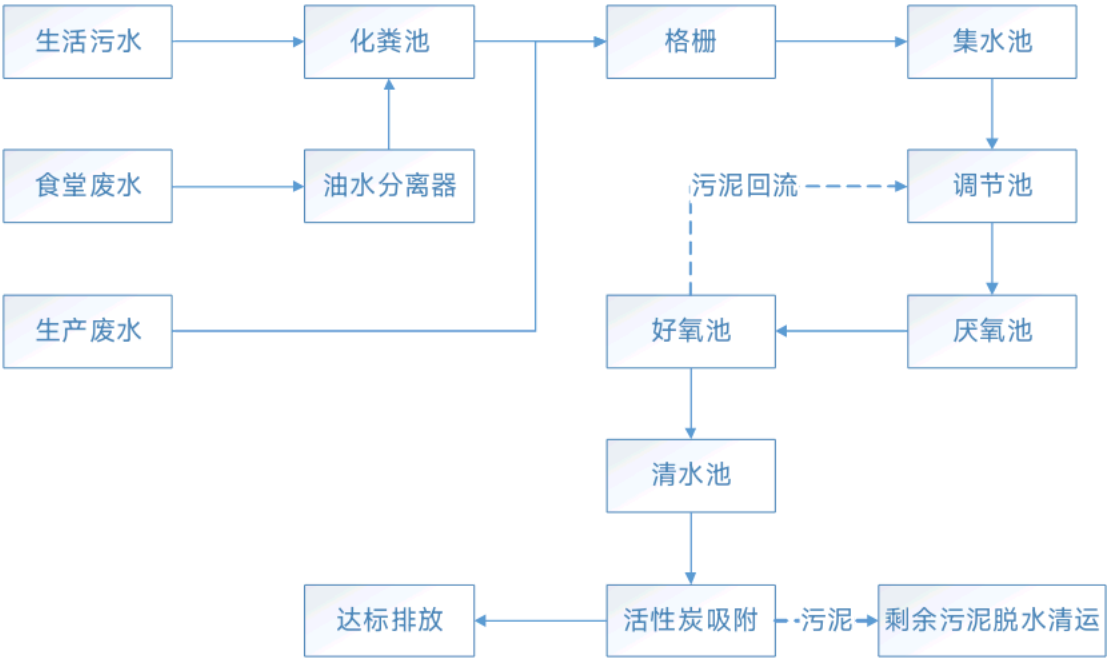 生活污水
化粪池
格栅
集水池
食堂废水
油水分离器
污泥回流
调节池
生产废水
好氧池
厌氧池
清水池
达标排放
活性炭吸附
污泥
剩余污泥脱水清运